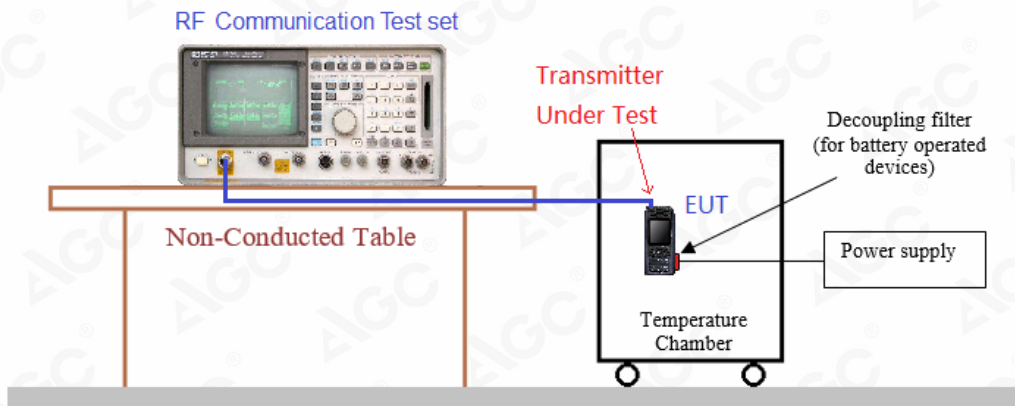 RF Communication Test set
Transmitter
Under Test
Decoupling filter
(for battery operated
devices)
EUT
Non-Conducted Table
Power supply
Temperature
Chamber
AGC